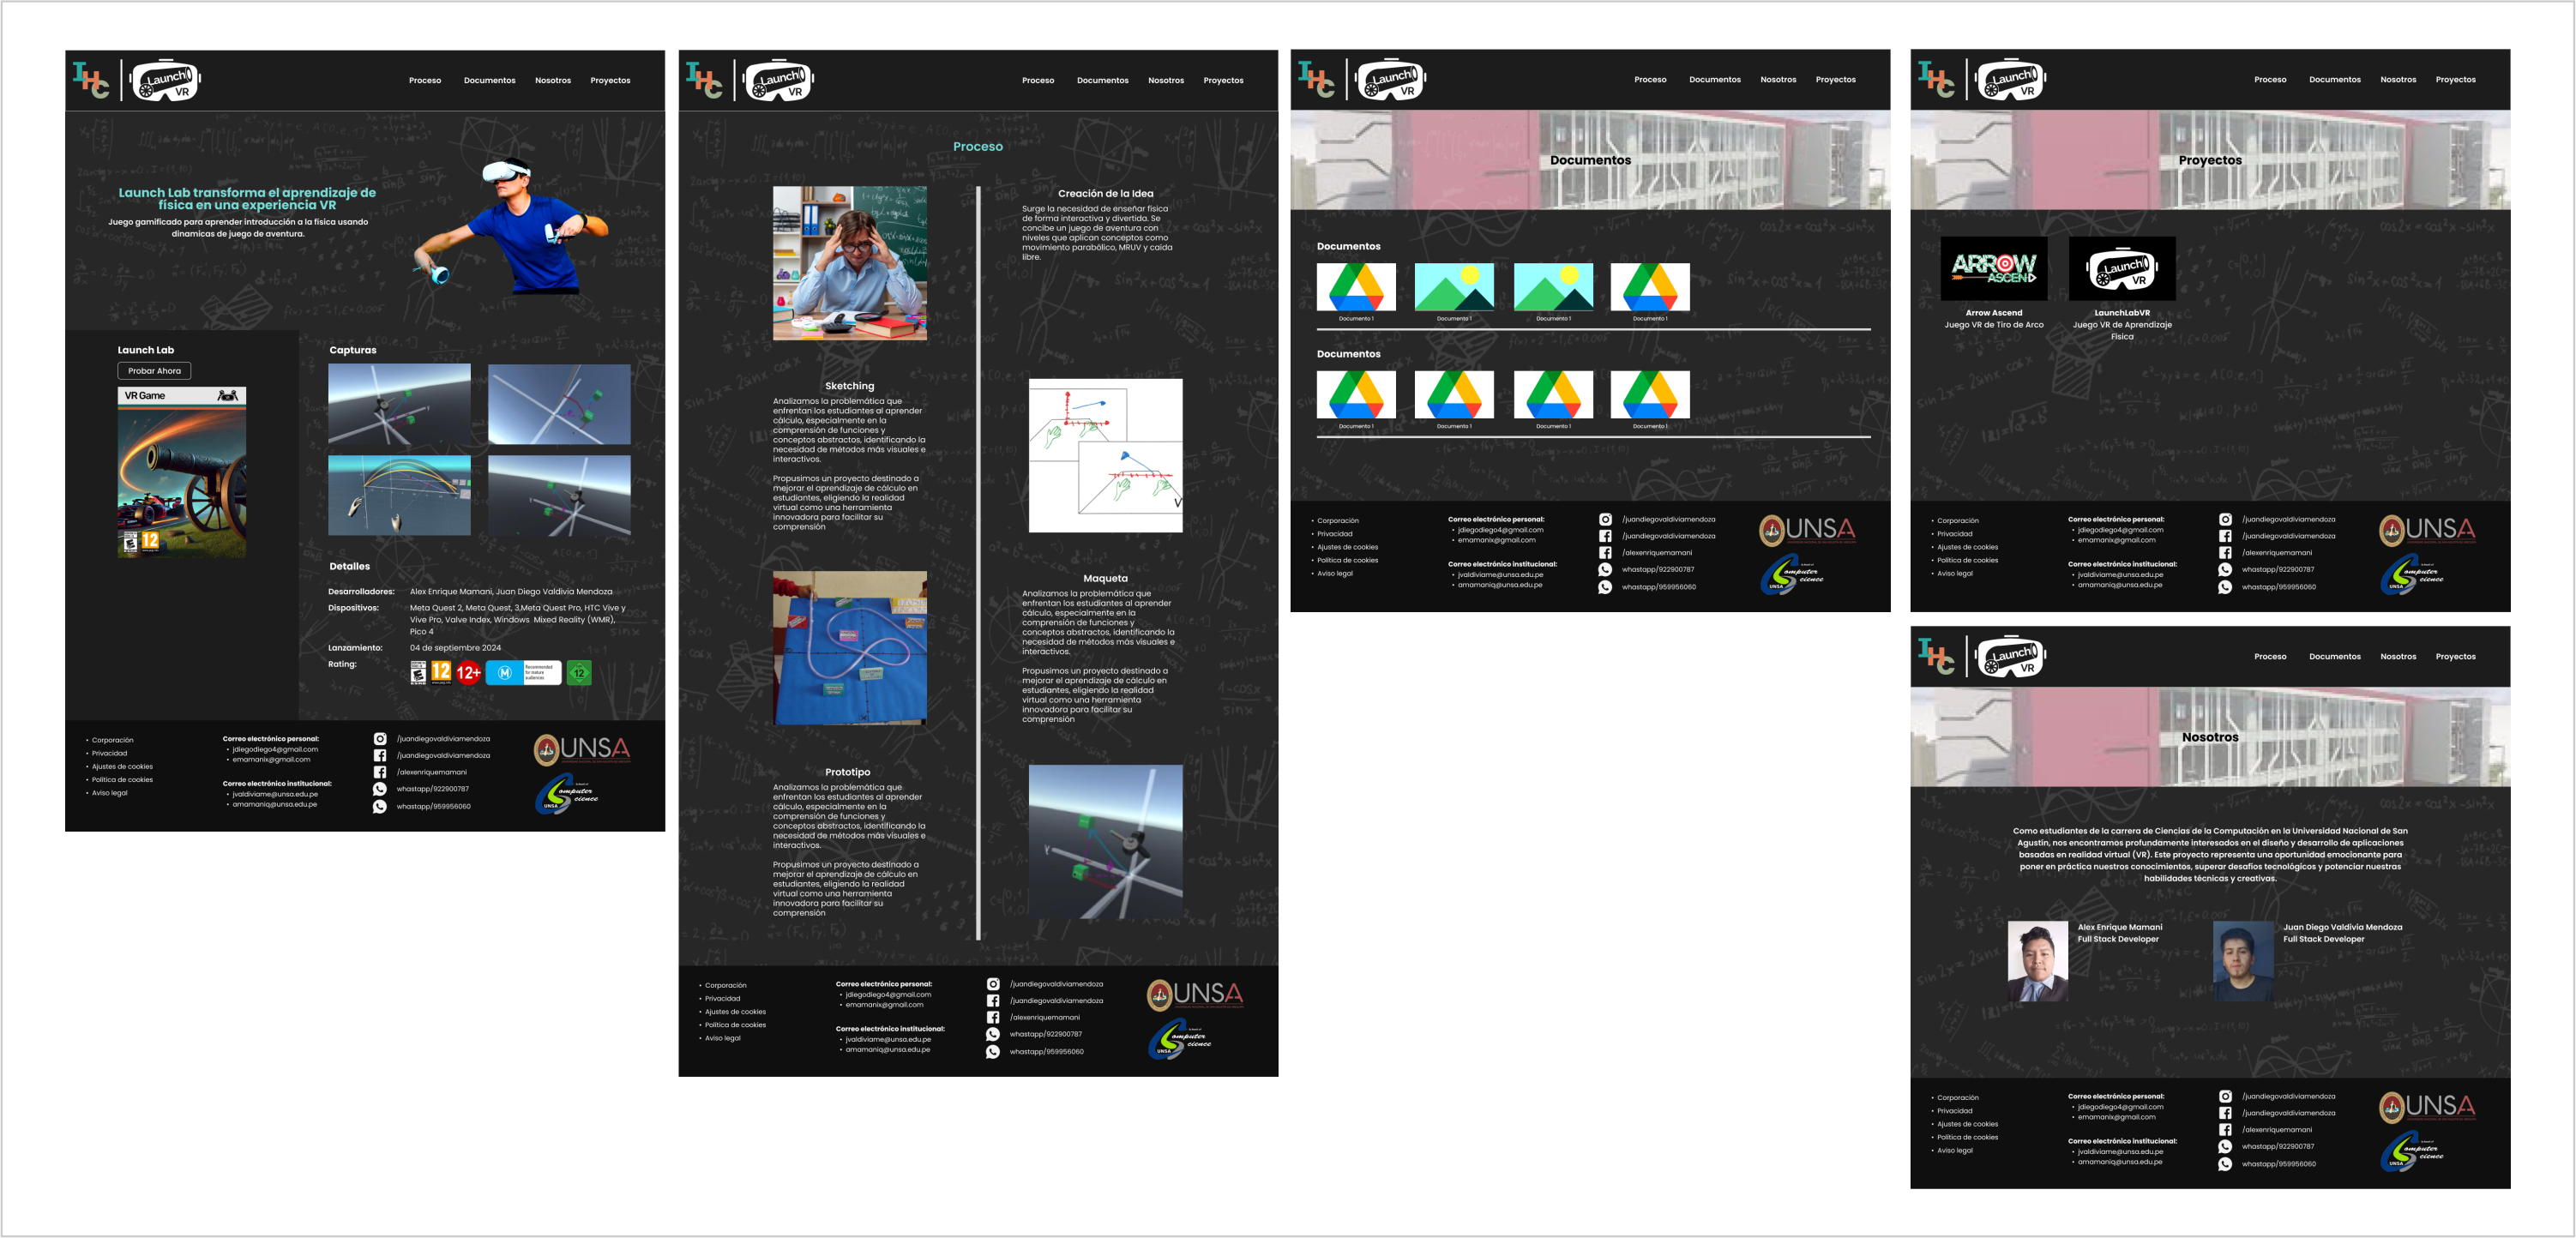 IHC
Launch
VR
Proceso
Documentos
Nosotros
Proyectos
Launch Lab transforma el aprendizaje de
física en una experiencia VR
Juego gamificado para aprender introducción a la física usando
dinamicas de juego de aventura.
Launch Lab
Probar Ahora
VR Game
12
Capturas
Detalles
Desarrolladores: Alex Enrique Mamani, Juan Diego Valdivia Mendoza
Dispositivos: Meta Quest 2, Meta Quest, 3,Meta Quest Pro, HTC Vive y
Vive Pro, Valve Index, Windows Mixed Reality (WMR),
Pico 4
Lanzamiento: 04 de septiembre 2024
Rating:
12
12+
M
Recommended
for mature
audiences
12
Corporación
Privacidad
Ajustes de cookies
Política de cookies
Aviso legal
Correo electrónico personal:
jdiegodiego4@gmail.com
emamanix@gmail.com
Correo electrónico institucional:
jvaldiviame@unsa.edu.pe
amamaniq@unsa.edu.pe
/juandiegovaldiviamendoza
/juandiegovaldiviamendoza
/alexenriquemamani
whastapp/922900787
whastapp/959956060
UNSA
Computer
Science
UNSA
IHC
Launch
VR
Proceso
Documentos
Nosotros
Proyectos
Proceso
Creación de la Idea
Surge la necesidad de enseñar física
de forma interactiva y divertida. Se
concibe un juego de aventura con
niveles que aplican conceptos como
movimiento parabólico, MRUV y caída
libre.
Sketching
Analizamos la problemática que
enfrentan los estudiantes al aprender
cálculo, especialmente en la
comprensión de funciones y
conceptos abstractos, identificando la
necesidad de métodos más visuales e
interactivos.
Propusimos un proyecto destinado a
mejorar el aprendizaje de cálculo en
estudiantes, eligiendo la realidad
virtual como una herramienta
innovadora para facilitar su
comprensión
Maqueta
Analizamos la problemática que
enfrentan los estudiantes al aprender
cálculo, especialmente en la
comprensión de funciones y
conceptos abstractos, identificando la
necesidad de métodos más visuales e
interactivos.
Propusimos un proyecto destinado a
mejorar el aprendizaje de cálculo en
estudiantes, eligiendo la realidad
virtual como una herramienta
innovadora para facilitar su
comprensión
Prototipo
Analizamos la problemática que
enfrentan los estudiantes al aprender
cálculo, especialmente en la
comprensión de funciones y
conceptos abstractos, identificando la
necesidad de métodos más visuales e
interactivos.
Propusimos un proyecto destinado a
mejorar el aprendizaje de cálculo en
estudiantes, eligiendo la realidad
virtual como una herramienta
innovadora para facilitar su
comprensión
Corporación
Privacidad
Ajustes de cookies
Política de cookies
Aviso legal
Correo electrónico personal:
jdiegodiego4@gmail.com
emamanix@gmail.com
Correo electrónico institucional:
jvaldiviame@unsa.edu.pe
amamaniq@unsa.edu.pe
/juandiegovaldiviamendoza
/juandiegovaldiviamendoza
/alexenriquemamani
whastapp/922900787
whastapp/959956060
UNSA
Computer
Science
UNSA
IHC
Launch
VR
Proceso
Documentos
Nosotros
Proyectos
Documentos
Documentos
Documento 1
Documento 1
Documento 1
Documento 1
Documentos
Documento 1
Documento 1
Documento 1
Documento 1
Corporación
Privacidad
Ajustes de cookies
Política de cookies
Aviso legal
Correo electrónico personal:
jdiegodiego4@gmail.com
emamanix@gmail.com
Correo electrónico institucional:
jvaldiviame@unsa.edu.pe
amamaniq@unsa.edu.pe
/juandiegovaldiviamendoza
/juandiegovaldiviamendoza
/alexenriquemamani
whastapp/922900787
whastapp/959956060
UNSA
Computer
Science
UNSA
IHC
Launch
VR
Proceso
Documentos
Nosotros
Proyectos
Proyectos
ARROW
ASCEND
Arrow Ascend
Juego VR de Tiro de Arco
Launch
VR
LaunchLabVR
Juego VR de Aprendizaje
Fisica
Corporación
Privacidad
Ajustes de cookies
Política de cookies
Aviso legal
Correo electrónico personal:
jdiegodiego4@gmail.com
emamanix@gmail.com
Correo electrónico institucional:
jvaldiviame@unsa.edu.pe
amamaniq@unsa.edu.pe
/juandiegovaldiviamendoza
/juandiegovaldiviamendoza
/alexenriquemamani
whastapp/922900787
whastapp/959956060
UNSA
Computer
Science
UNSA
IHC
Launch
VR
Proceso
Documentos
Nosotros
Proyectos
Nosotros
Como estudiantes de la carrera de Ciencias de la Computación en la Universidad Nacional de San
Agustín, nos encontramos profundamente interesados en el diseño y desarrollo de aplicaciones
basadas en realidad virtual (VR). Este proyecto representa una oportunidad emocionante para
poner en práctica nuestros conocimientos, superar desafíos tecnológicos y potenciar nuestras
habilidades técnicas y creativas.
Alex Enrique Mamani
Full Stack Developer
Juan Diego Valdivia Mendoza
Full Stack Developer
Corporación
Privacidad
Ajustes de cookies
Política de cookies
Aviso legal
Correo electrónico personal:
jdiegodiego4@gmail.com
emamanix@gmail.com
Correo electrónico institucional:
jvaldiviame@unsa.edu.pe
amamaniq@unsa.edu.pe
/juandiegovaldiviamendoza
/juandiegovaldiviamendoza
/alexenriquemamani
whastapp/922900787
whastapp/959956060
UNSA
Computer
Science
UNSA